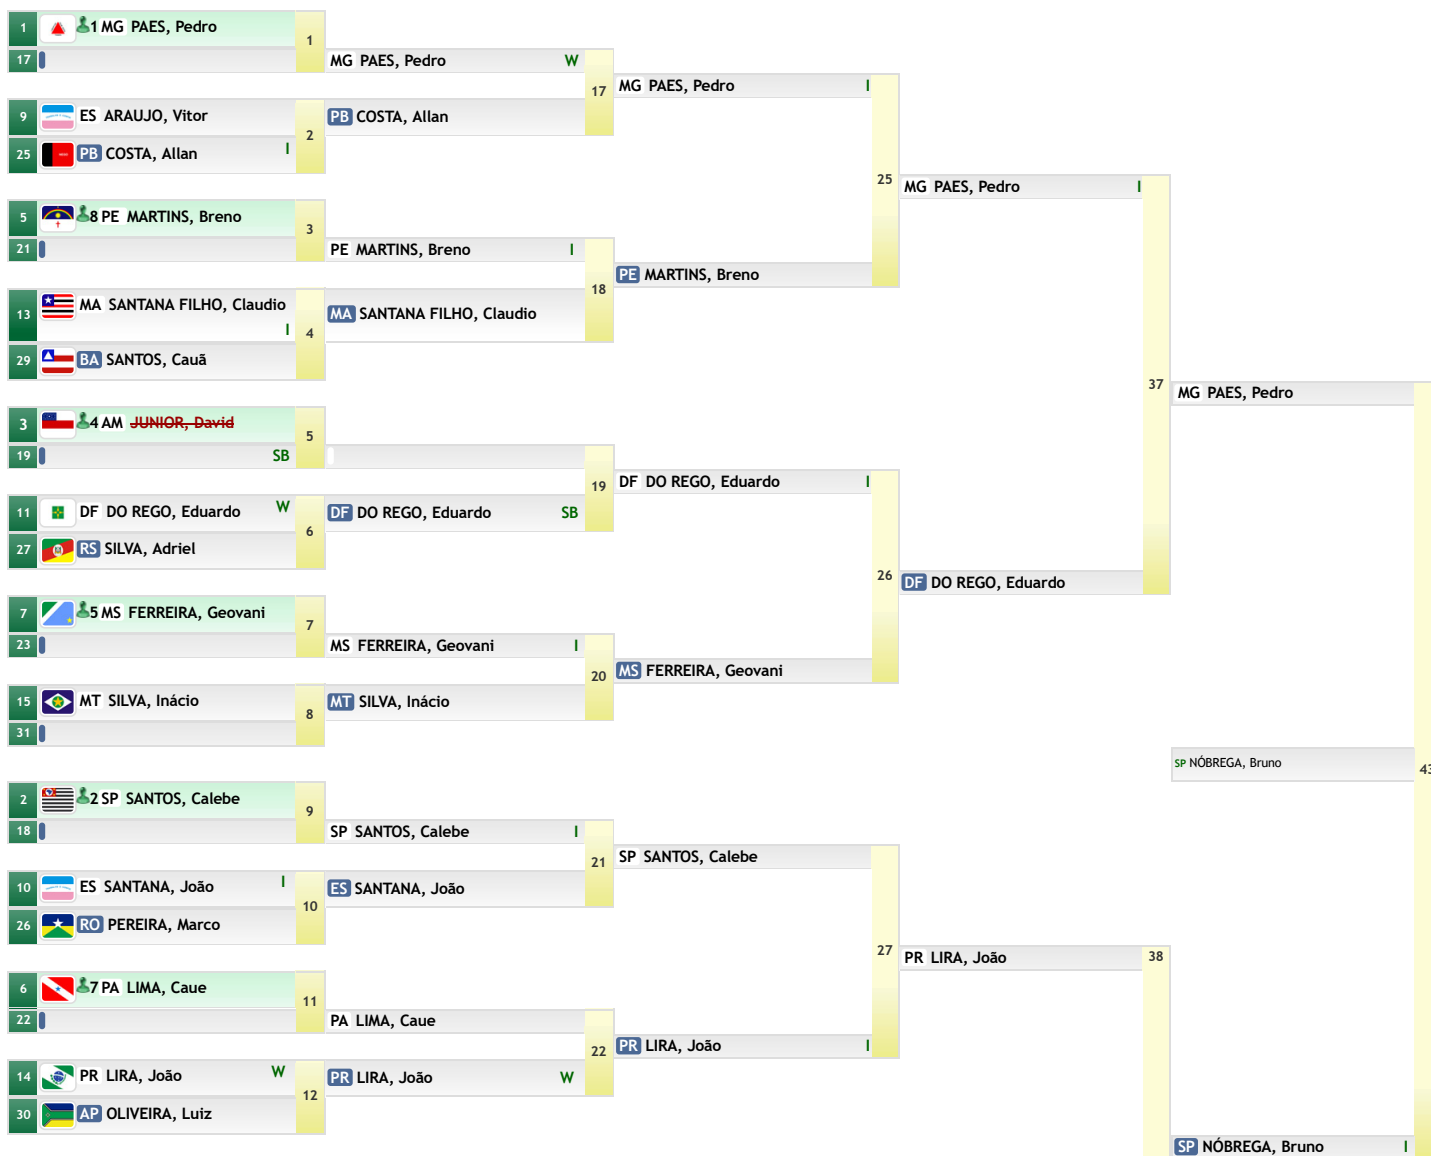 1 1 MG PAES, Pedro
17
1
MG PAES, Pedro W
9 ES ARAUJO, Vitor
25 PB COSTA, Allan I
2
PB COSTA, Allan
17
MG PAES, Pedro I
5 8 PE MARTINS, Breno
21
3
PE MARTINS, Breno I
13 MA SANTANA FILHO, Claudio
I
29 BA SANTOS, Cauã
4
MA SANTANA FILHO, Claudio
18
PE MARTINS, Breno
25
MG PAES, Pedro I
3 4 AM JUNIOR, David
19 SB
5
11 DF DO REGO, Eduardo W
27 RS SILVA, Adriel
6
DF DO REGO, Eduardo SB
19
DF DO REGO, Eduardo I
7 5 MS FERREIRA, Geovani
23
7
MS FERREIRA, Geovani I
15 MT SILVA, Inácio
31
8
MT SILVA, Inácio
20
MS FERREIRA, Geovani
26
DF DO REGO, Eduardo
37
MG PAES, Pedro
2 2 SP SANTOS, Calebe
18
9
SP SANTOS, Calebe I
10 ES SANTANA, João I
26 RO PEREIRA, Marco
10
ES SANTANA, João
21
SP SANTOS, Calebe
6 7 PA LIMA, Caue
22
11
PA LIMA, Caue
14 PR LIRA, João W
30 AP OLIVEIRA, Luiz
12
PR LIRA, João W
22
PR LIRA, João I
27
PR LIRA, João
38
SP NÓBREGA, Bruno
43
SP NÓBREGA, Bruno I